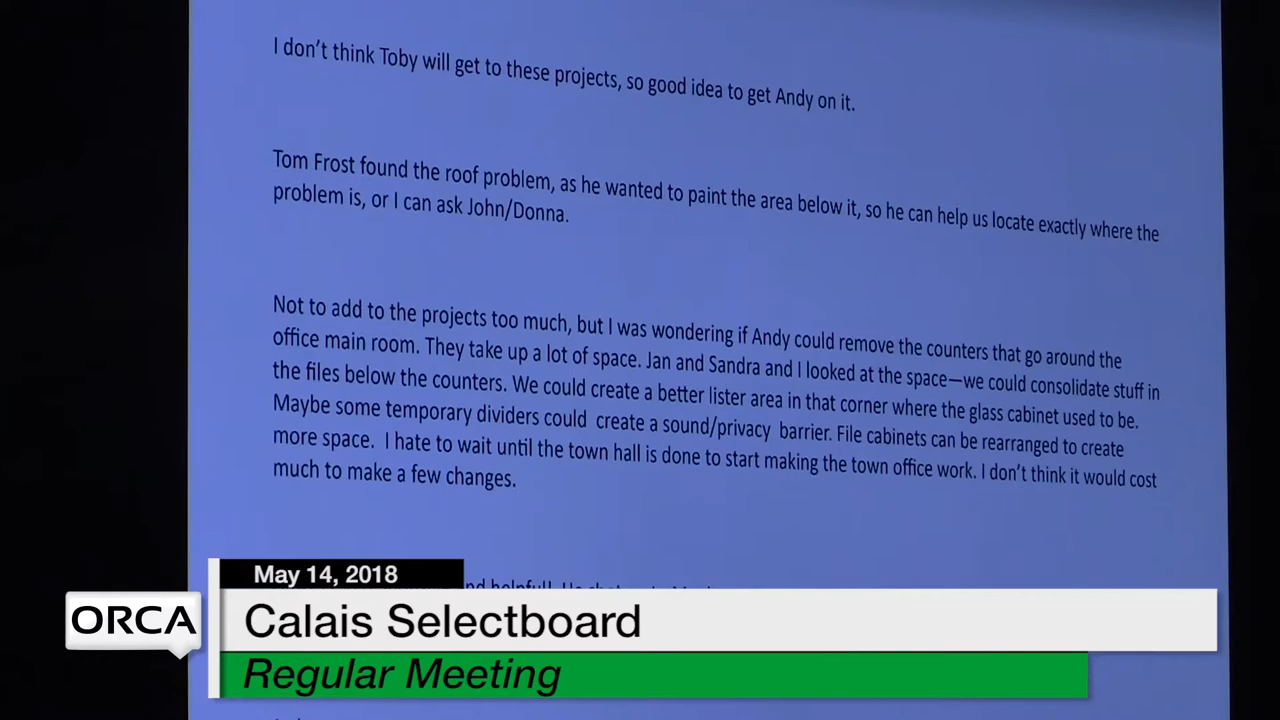 I don't think Toby will get to these projects, so good idea to get Andy on it.
Tom Frost found the roof problem, as he wanted to paint the area below it, so he can help us locate exactly where the
problem is, or I can ask John/Donna.
Not to add to the projects too much, but I was wondering if Andy could remove the counters that go around the
office main room. They take up a lot of space. Jan and Sandra and I looked at the space—we could consolidate stuff in
the files below the counters. We could create a better lister area in that corner where the glass cabinet used to be.
Maybe some temporary dividers could create a sound/privacy barrier. File cabinets can be rearranged to create
more space. I hate to wait until the town hall is done to start making the town office work. I don't think it would cost
much to make a few changes.
May 14, 2018
ORCA
Calais Selectboard
Regular Meeting